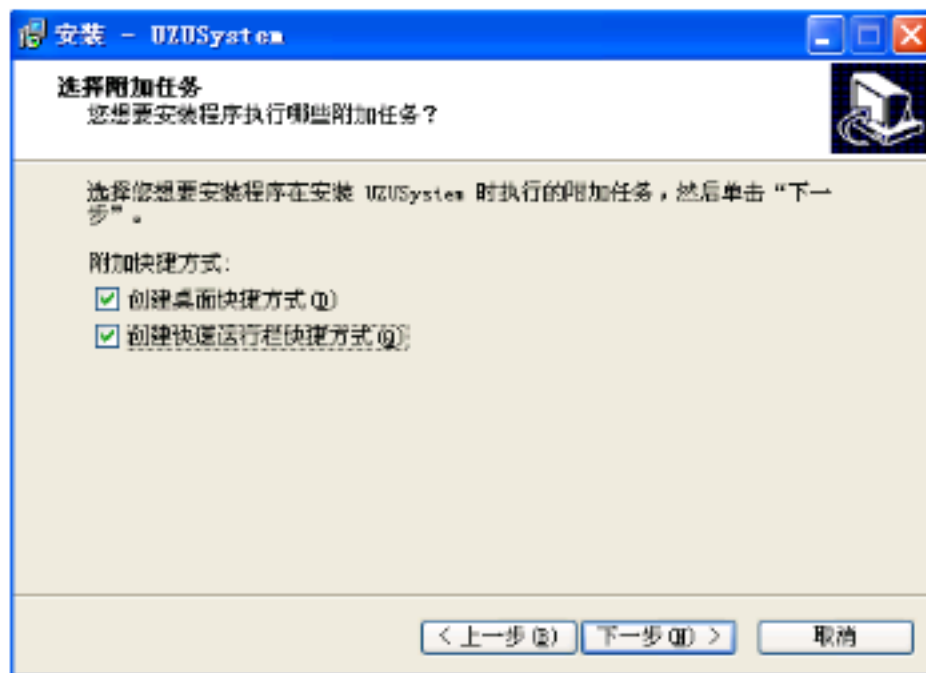 安装 - UZUSystem
选择附加任务
您想要安装程序执行哪些附加任务？
选择您想要安装程序在安装 UZUSystem 时执行的附加任务，然后单击“下一
步”。
附加快捷方式:
创建桌面快捷方式(D)
创建快速运行栏快捷方式(Q)
< 上一步(B)
下一步(N) >
取消